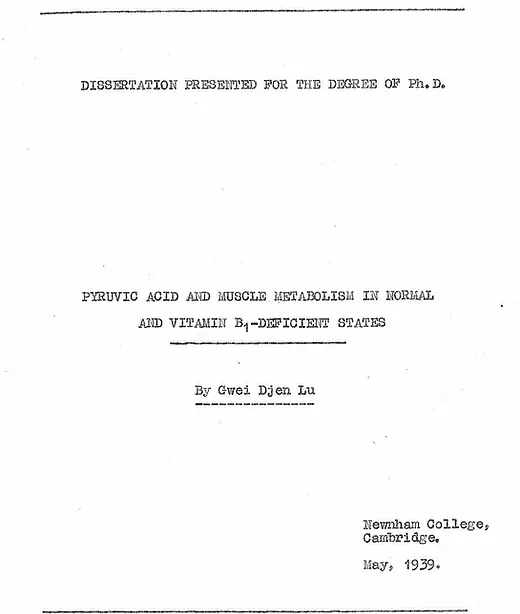 DISSERTATION PRESENTED FOR THE DEGREE OF Ph.D.
PYRUVIC ACID AND MUSCLE METABOLISM IN NORMAL
AND VITAMIN B₁-DEFICIENT STATES
By Gwei Djen Lu
Newnham College,
Cambridge.
May, 1939.